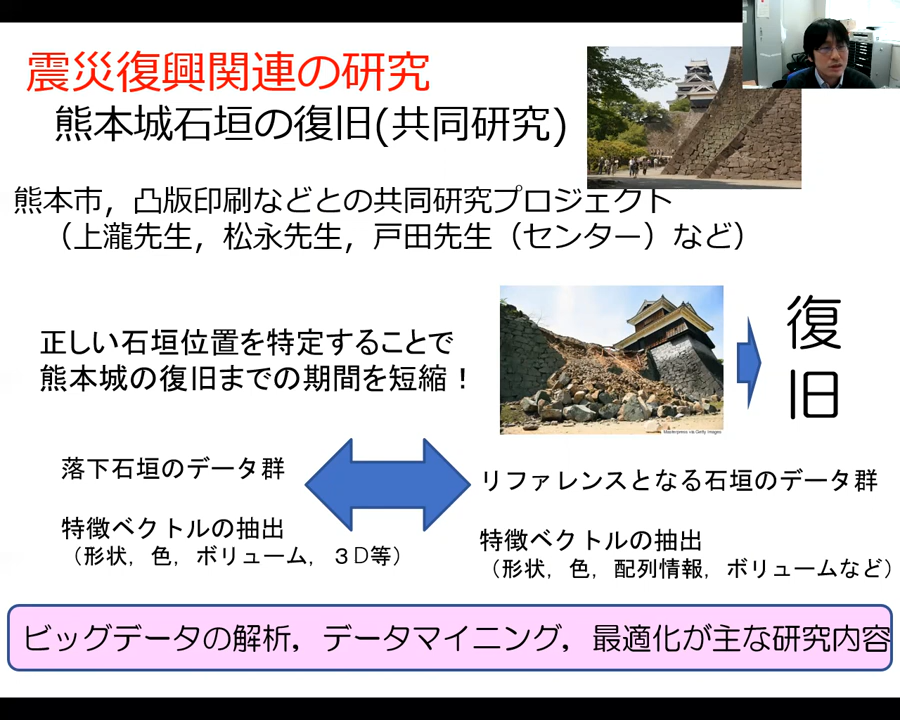 震災復興関連の研究
熊本城石垣の復旧(共同研究)
熊本市，凸版印刷などとの共同研究プロジェクト
（上瀧先生，松永先生，戸田先生（センター）など）
正しい石垣位置を特定することで
熊本城の復旧までの期間を短縮！
Masterpress via Getty Images
復
旧
落下石垣のデータ群
特徴ベクトルの抽出
（形状，色，ボリューム，３D等）
リファレンスとなる石垣のデータ群
特徴ベクトルの抽出
（形状，色，配列情報，ボリュームなど）
ビッグデータの解析，データマイニング，最適化が主な研究内容